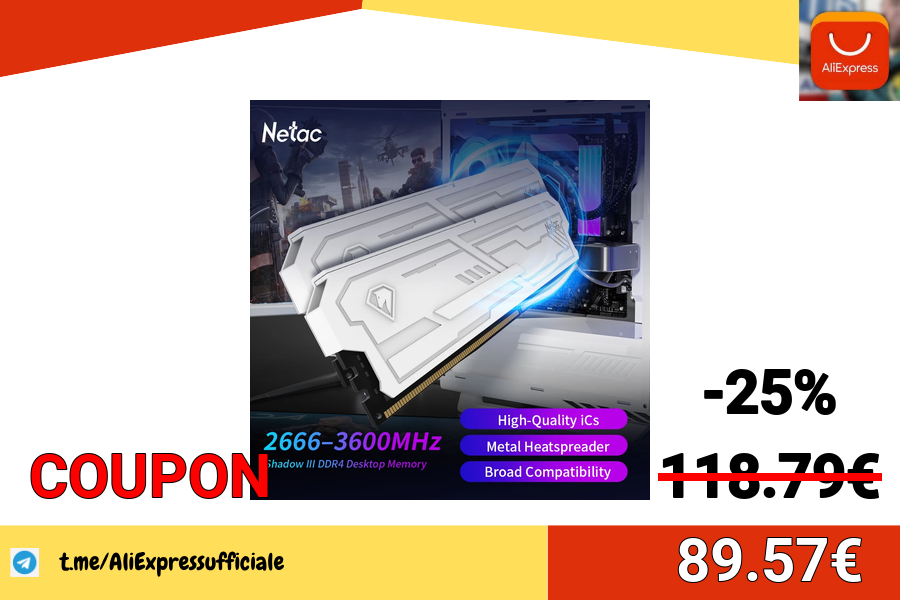 AliExpress
Netac
High-Quality iCs
2666–3600MHz
Metal Heatspreader
Shadow III DDR4 Desktop Memory
Broad Compatibility
-25%
COUPON
118.79€
t.me/AliExpressufficiale
89.57€